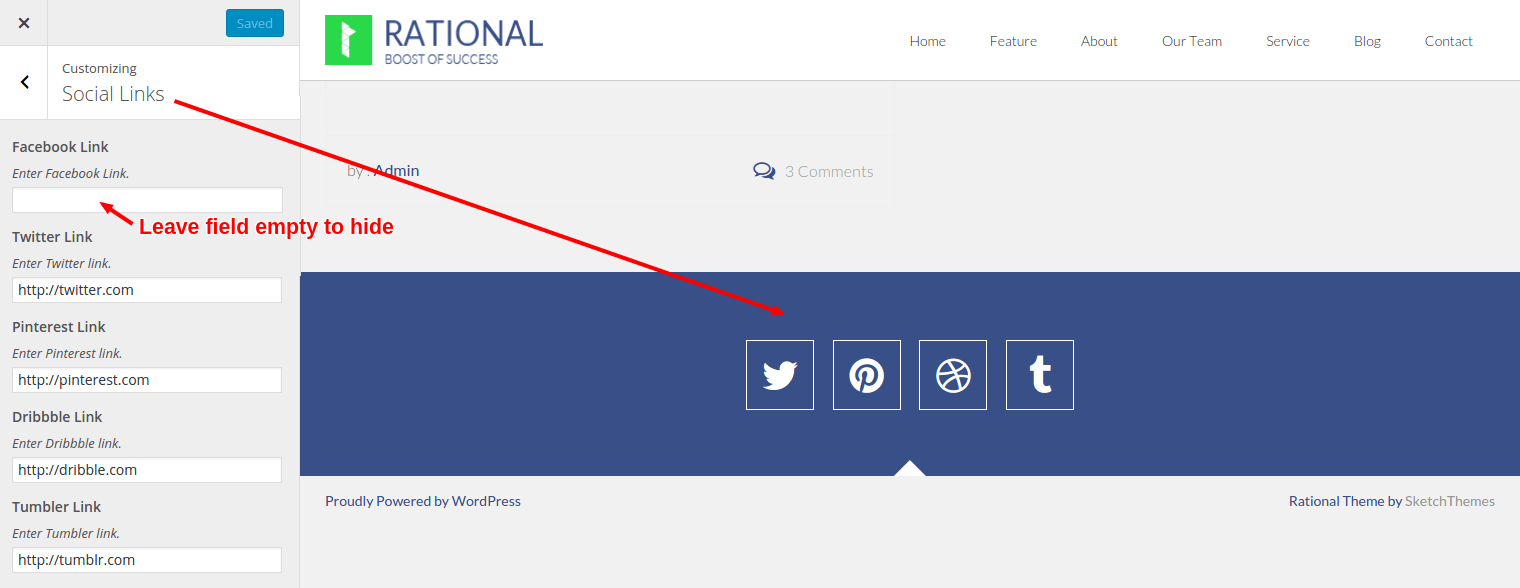 Saved
Customizing
Social Links
Facebook Link
Enter Facebook Link.
Leave field empty to hide
Twitter Link
Enter Twitter link.
http://twitter.com
Pinterest Link
Enter Pinterest link.
http://pinterest.com
Dribbble Link
Enter Dribbble link.
http://dribble.com
Tumbler Link
Enter Tumbler link.
http://tumblr.com
RATIONAL
BOOST OF SUCCESS
Home Feature About Our Team Service Blog Contact
by : Admin 3 Comments
Proudly Powered by WordPress Rational Theme by SketchThemes